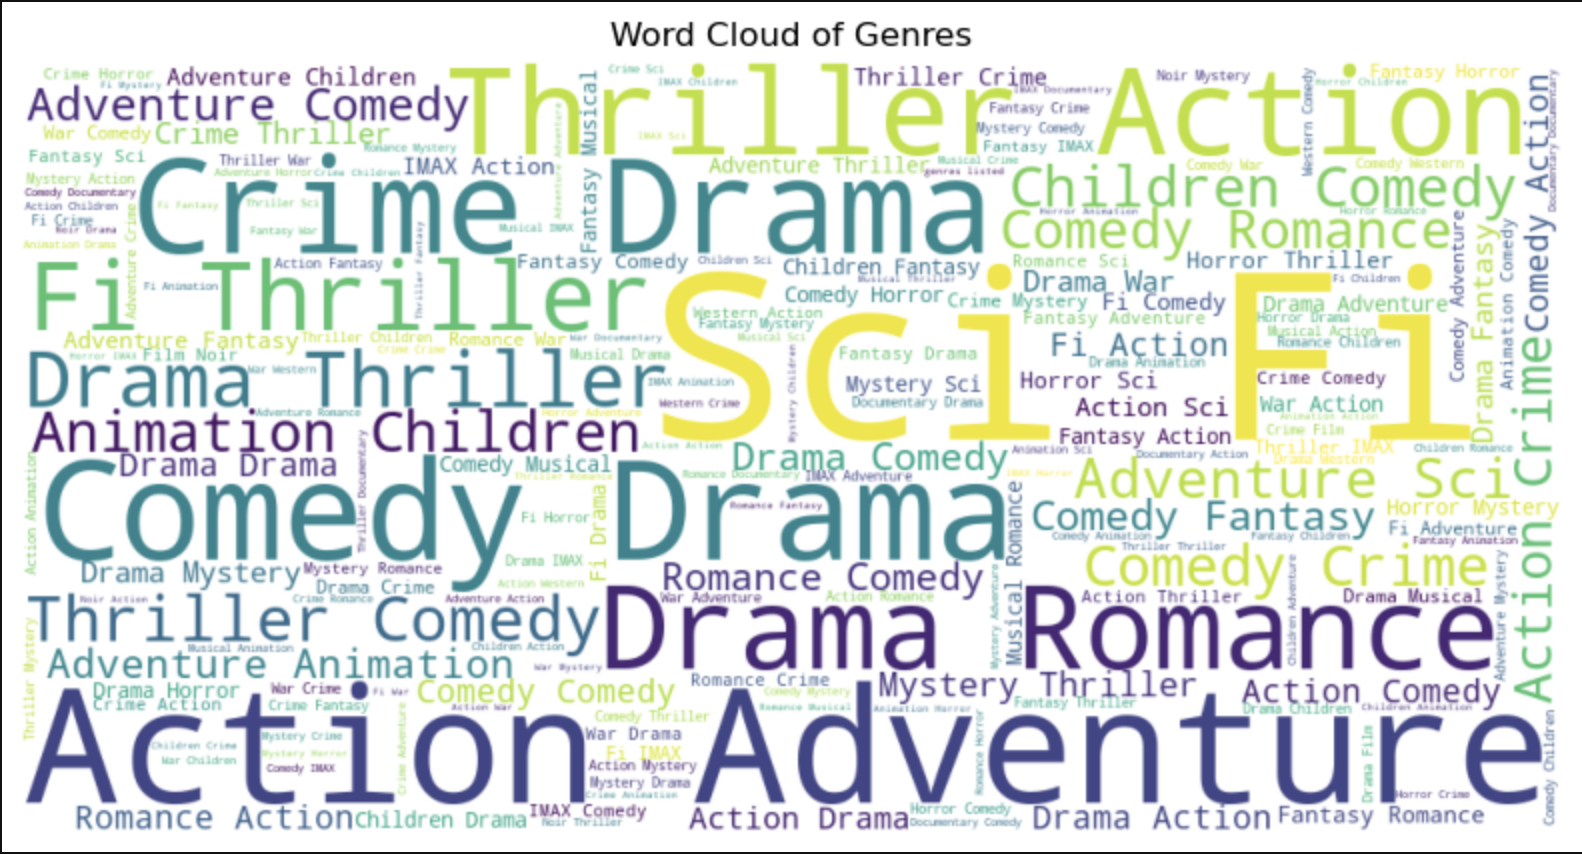 Word Cloud of Genres
Crime Horror
Adventure Children
Fi Mystery
Adventure Comedy
Thriller Action
Musical
Crime Sci
IMAX Children
Thriller Crime
IMAX Documentary
Noir Mystery
Horror Children
Fantasy Horror
Western Comedy
Documentary Documentary
Fantasy Crime
War Comedy
Crime Thriller
IMAX Sci
Mystery Comedy
Romance Mystery
Fantasy IMAX
Fantasy Sci
Thriller War
IMAX Action
Adventure Horror
Crime Children
Adventure Adventure
Adventure Thriller
Musical Crime
genres listed
Comedy War
Comedy Western
Mystery Action
Comedy Documentary
Crime Drama
Children Comedy
Action Children
Fi Fantasy
Thriller Sci
Fi Crime
Noir Drama
Fantasy War
Musical IMAX
Fantasy Musical
Horror Animation
Horror Romance
Comedy Romance
Animation Drama
Adventure Crime
Action Fantasy
Thriller Fantasy
Fantasy Comedy
Children Sci
Children Fantasy
Musical Thriller
Romance Sci
Horror Thriller
Comedy Action
Fi Thriller
Fi Animation
Sci Fi
Comedy Horror
Crime Mystery
Drama War
Fi Comedy
Fi Children
Drama Adventure
Comedy Adventure
Drama Fantasy
Animation Comedy
Western Action
Fantasy Mystery
Fantasy Adventure
Horror Drama
Musical Action
Adventure Fantasy
Thriller Children
Romance War
War Documentary
Musical Sci
Romance Children
Horror IMAX
Film Noir
Crime Crime
Musical Drama
Fantasy Drama
Fi Action
Drama Animation
Drama Thriller
War Western
IMAX Animation
Mystery Children
Mystery Sci
Horror Sci
Crime Comedy
Western Crime
Documentary Drama
Action Sci
War Action
Adventure Romance
Horror Adventure
Animation Action
Animation Children
Crime Film
Action Action
Fantasy Action
Thriller IMAX
Children Romance
Drama Drama
Thriller Documentary
Comedy Musical
Drama Comedy
Animation Sci
Documentary Action
Drama Western
Action Animation
Thriller Romance
Romance Documentary
IMAX Adventure
IMAX Horror
Adventure Sci
Comedy Drama
Romance Fantasy
Fi Horror
Fi Drama
Musical Romance
Comedy Fantasy
Horror Mystery
Fi Adventure
Comedy Animation
Fantasy Children
Fantasy Animation
Action Crime
Drama IMAX
Thriller Thriller
Drama Mystery
Mystery Romance
Action Western
Romance Comedy
Comedy Crime
Drama Crime
Noir Action
Crime Romance
Adventure Action
War Adventure
Action Romance
Mystery Adventure
Action Thriller
Children Adventure
Drama Musical
Adventure Mystery
Thriller Comedy
Drama Romance
Musical Animation
Children Action
Thriller Mystery
Adventure Animation
War Mystery
Drama Horror
War Crime
Fi War
Comedy Comedy
Romance Crime
Comedy Mystery
Mystery Thriller
Action Comedy
Crime Action
Crime Fantasy
Action War
Romance Musical
Animation Horror
Fantasy Thriller
Drama Children
Children Animation
Action Adventure
Comedy Thriller
Children Crime
Mystery Crime
Crime Adventure
War Drama
Romance Horror
Drama Film
Comedy Children
War Children
Mystery Horror
Fi IMAX
Comedy IMAX
Action Mystery
Mystery Drama
Crime Animation
Horror Crime
Romance Action
Children Drama
IMAX Comedy
Noir Thriller
Action Drama
Horror Comedy
Documentary Comedy
Drama Action
Fantasy Romance